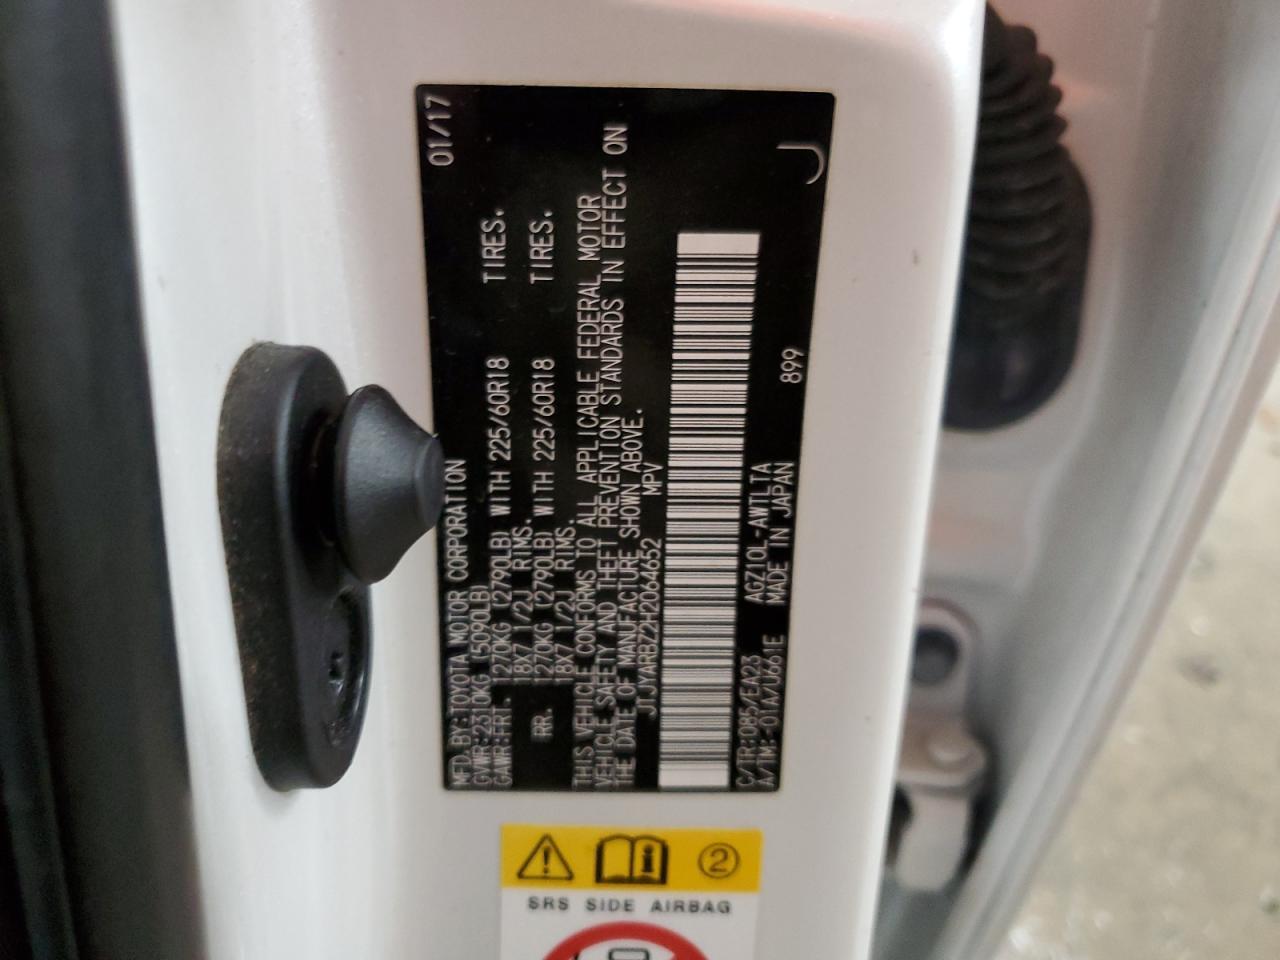 MFD. BY: TOYOTA MOTOR CORPORATION 01/17
GVWR: 2310KG (5090LB)
GAWR: FRT. 1270KG (2790LB) WITH 225/60R18 TIRES.
18X7 1/2J RIMS.
RR. 1270KG (2790LB) WITH 225/60R18 TIRES.
18X7 1/2J RIMS.
THIS VEHICLE CONFORMS TO ALL APPLICABLE FEDERAL MOTOR
VEHICLE SAFETY AND THEFT PREVENTION STANDARDS IN EFFECT ON
THE DATE OF MANUFACTURE SHOWN ABOVE.
JTJJARBZ2H2064652 MPV
C/TR: 085/EA23 AGZ10L-AWTLTA 899
A/TM: -01A/U661E MADE IN JAPAN J
2
SRS SIDE AIRBAG